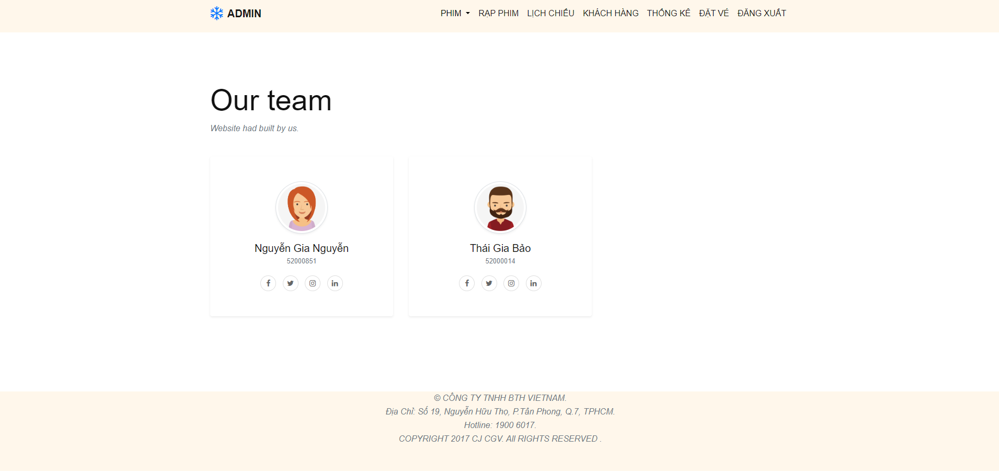 ADMIN PHIM RẠP PHIM LỊCH CHIẾU KHÁCH HÀNG THỐNG KÊ ĐẶT VÉ ĐĂNG XUẤT
Our team
Website had built by us.
Nguyễn Gia Nguyễn
52000851
Thái Gia Bảo
52000014
© CÔNG TY TNHH BTH VIETNAM.
Địa Chỉ: Số 19, Nguyễn Hữu Thọ, P.Tân Phong, Q.7, TPHCM.
Hotline: 1900 6017.
COPYRIGHT 2017 CJ CGV. All RIGHTS RESERVED .